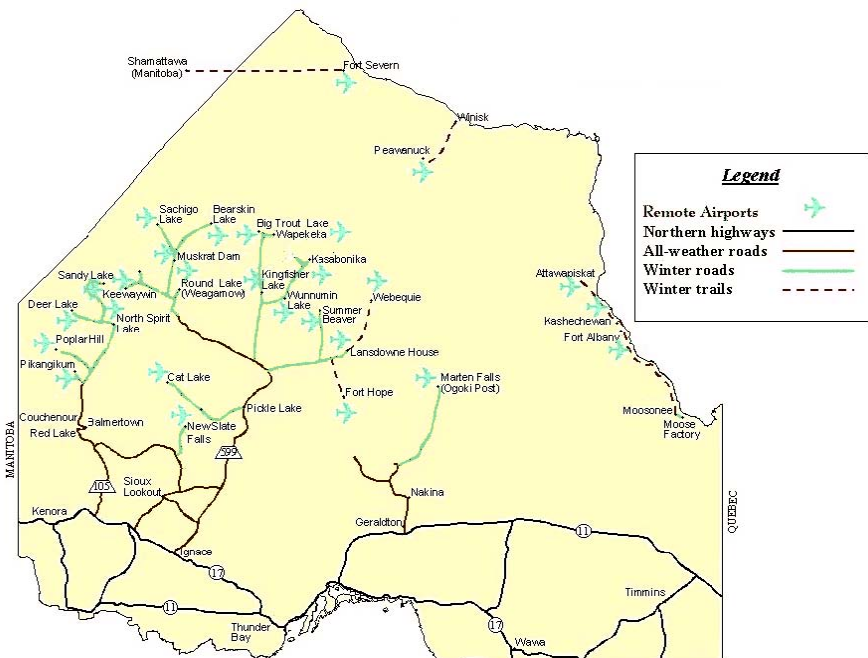 Shamattawa
(Manitoba)
Fort Severn
Winisk
Peawanuck
Legend
Remote Airports
Northern highways
All-weather roads
Winter roads
Winter trails
Sachigo
Lake
Bearskin
Lake
Big Trout Lake
Wapekeka
Muskrat Dam
Kasabonika
Sandy Lake
Keewaywin
Round Lake
(Weagamow)
Kingfisher
Lake
Wunnumin
Lake
Webequie
Attawapiskat
Deer Lake
North Spirit
Lake
Summer
Beaver
Kashechewan
Fort Albany
Poplar Hill
Pikangikum
Lansdowne House
Cat Lake
Marten Falls
(Ogoki Post)
Fort Hope
Couchenour
Balmertown
Red Lake
Pickle Lake
New Slate
Falls
Moosonee
Moose
Factory
MANITOBA
599
105
Sioux
Lookout
Nakina
Kenora
Geraldton
11
QUEBEC
Ignace
17
11
Timmins
Thunder
Bay
17
Wawa